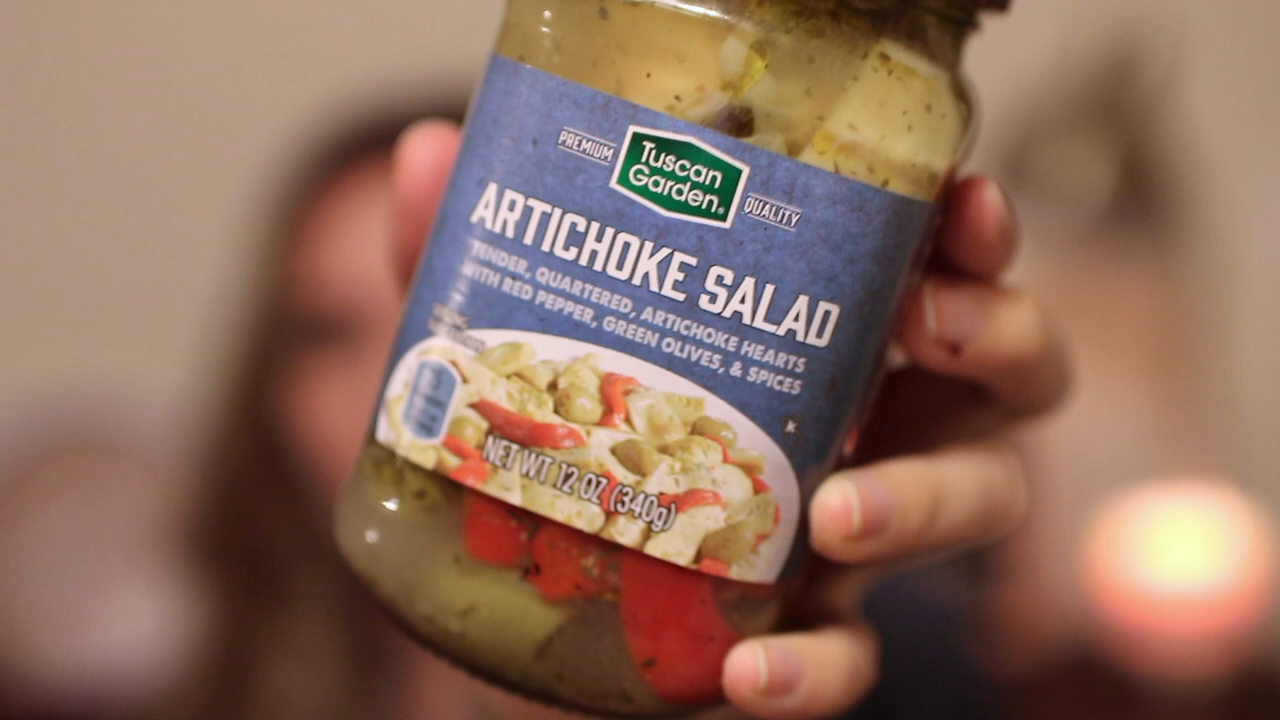 PREMIUM
Tuscan
Garden®
QUALITY
ARTICHOKE SALAD
TENDER, QUARTERED, ARTICHOKE HEARTS
WITH RED PEPPER, GREEN OLIVES, & SPICES
K
NET WT 12 OZ (340g)